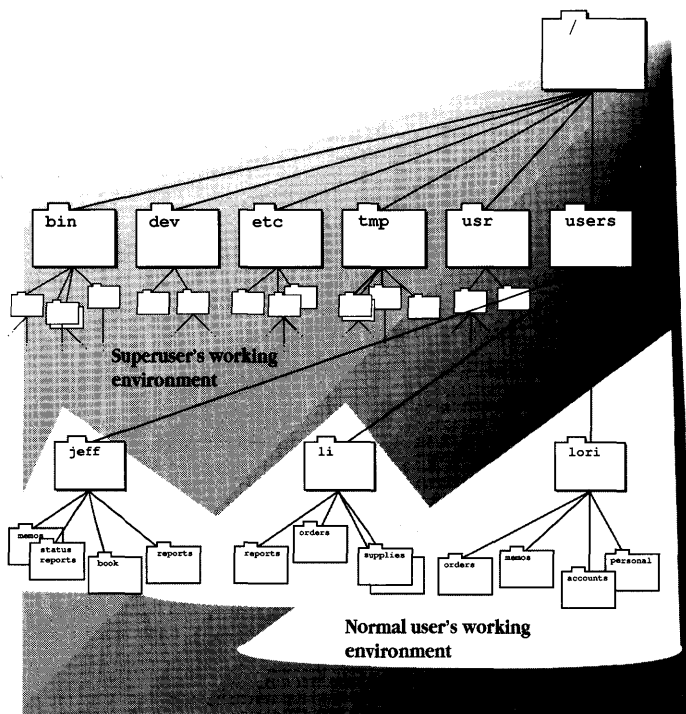 /
bin
dev
etc
tmp
usr
users
Superuser's working
environment
jeff
li
lori
memos
status
reports
book
reports
reports
orders
supplies
orders
memos
accounts
personal
Normal user's working
environment